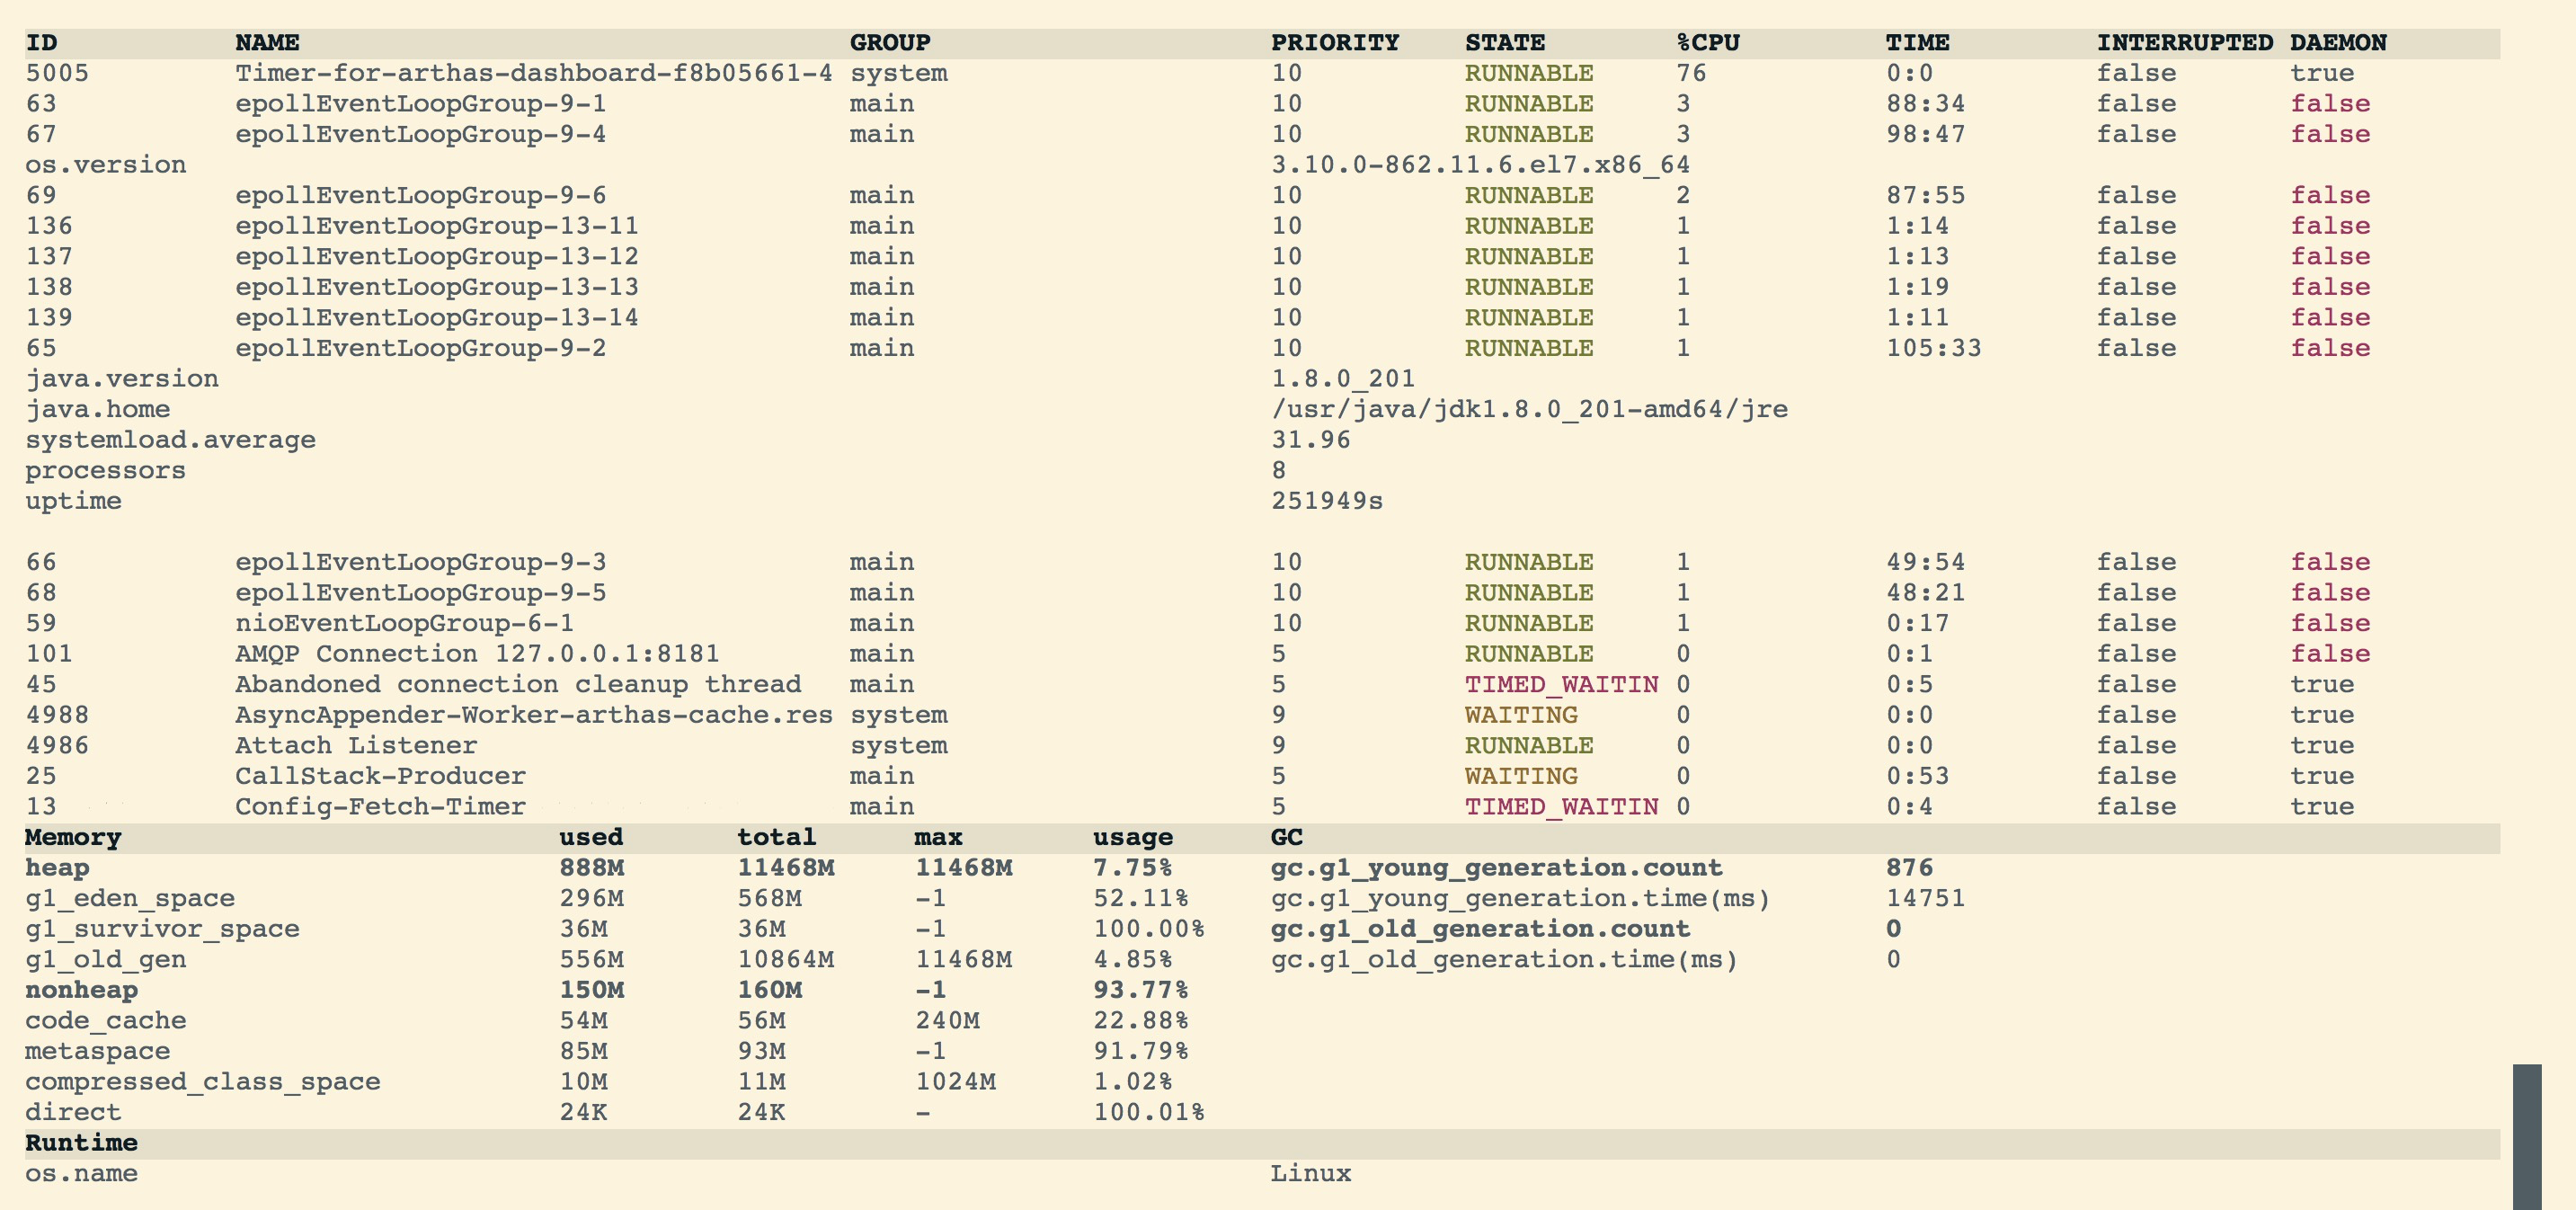 ID NAME GROUP PRIORITY STATE %CPU TIME INTERRUPTED DAEMON
5005 Timer-for-arthas-dashboard-f8b05661-4 system 10 RUNNABLE 76 0:0 false true
63 epollEventLoopGroup-9-1 main 10 RUNNABLE 3 88:34 false false
67 epollEventLoopGroup-9-4 main 10 RUNNABLE 3 98:47 false false
os.version 3.10.0-862.11.6.el7.x86_64
69 epollEventLoopGroup-9-6 main 10 RUNNABLE 2 87:55 false false
136 epollEventLoopGroup-13-11 main 10 RUNNABLE 1 1:14 false false
137 epollEventLoopGroup-13-12 main 10 RUNNABLE 1 1:13 false false
138 epollEventLoopGroup-13-13 main 10 RUNNABLE 1 1:19 false false
139 epollEventLoopGroup-13-14 main 10 RUNNABLE 1 1:11 false false
65 epollEventLoopGroup-9-2 main 10 RUNNABLE 1 105:33 false false
java.version 1.8.0_201
java.home /usr/java/jdk1.8.0_201-amd64/jre
systemload.average 31.96
processors 8
uptime 251949s
66 epollEventLoopGroup-9-3 main 10 RUNNABLE 1 49:54 false false
68 epollEventLoopGroup-9-5 main 10 RUNNABLE 1 48:21 false false
59 nioEventLoopGroup-6-1 main 10 RUNNABLE 1 0:17 false false
101 AMQP Connection 127.0.0.1:8181 main 5 RUNNABLE 0 0:1 false false
45 Abandoned connection cleanup thread main 5 TIMED_WAITIN 0 0:5 false true
4988 AsyncAppender-Worker-arthas-cache.res system 9 WAITING 0 0:0 false true
4986 Attach Listener system 9 RUNNABLE 0 0:0 false true
25 CallStack-Producer main 5 WAITING 0 0:53 false true
13 Config-Fetch-Timer main 5 TIMED_WAITIN 0 0:4 false true
Memory used total max usage GC
heap 888M 11468M 11468M 7.75% gc.g1_young_generation.count 876
g1_eden_space 296M 568M -1 52.11% gc.g1_young_generation.time(ms) 14751
g1_survivor_space 36M 36M -1 100.00% gc.g1_old_generation.count 0
g1_old_gen 556M 10864M 11468M 4.85% gc.g1_old_generation.time(ms) 0
nonheap 150M 160M -1 93.77%
code_cache 54M 56M 240M 22.88%
metaspace 85M 93M -1 91.79%
compressed_class_space 10M 11M 1024M 1.02%
direct 24K 24K - 100.01%
Runtime
os.name Linux